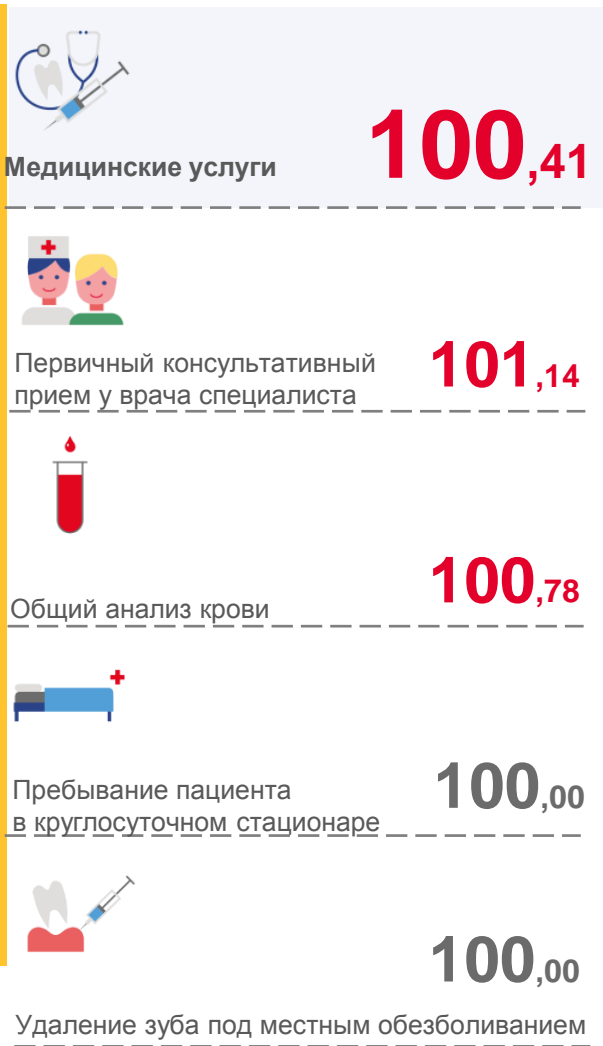 Медицинские услуги
100,41
Первичный консультативный
прием у врача специалиста
101,14
Общий анализ крови
100,78
Пребывание пациента
в круглосуточном стационаре
100,00
100,00
Удаление зуба под местным обезболиванием